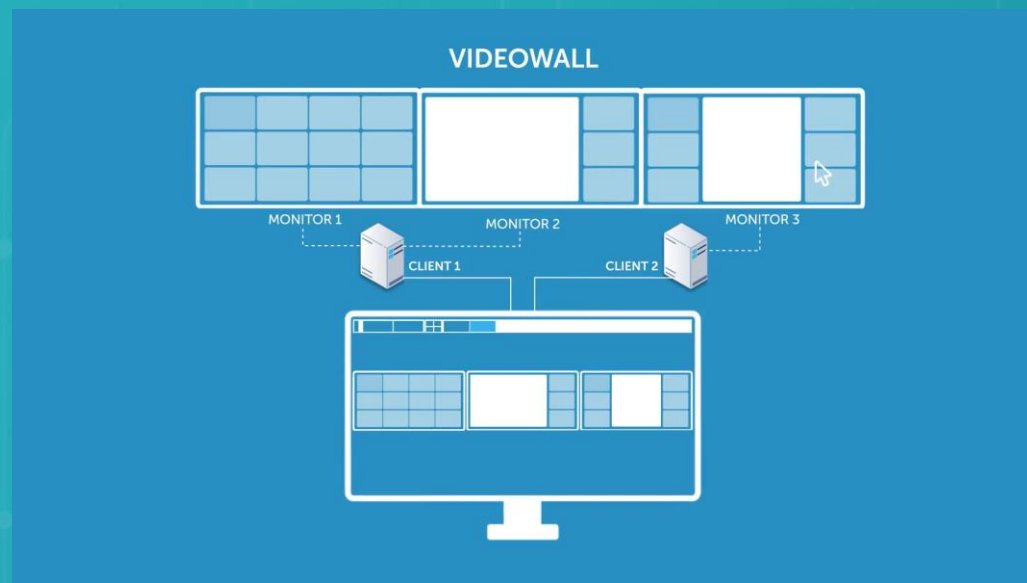 VIDEOWALL
MONITOR 1
MONITOR 2
MONITOR 3
CLIENT 1
CLIENT 2